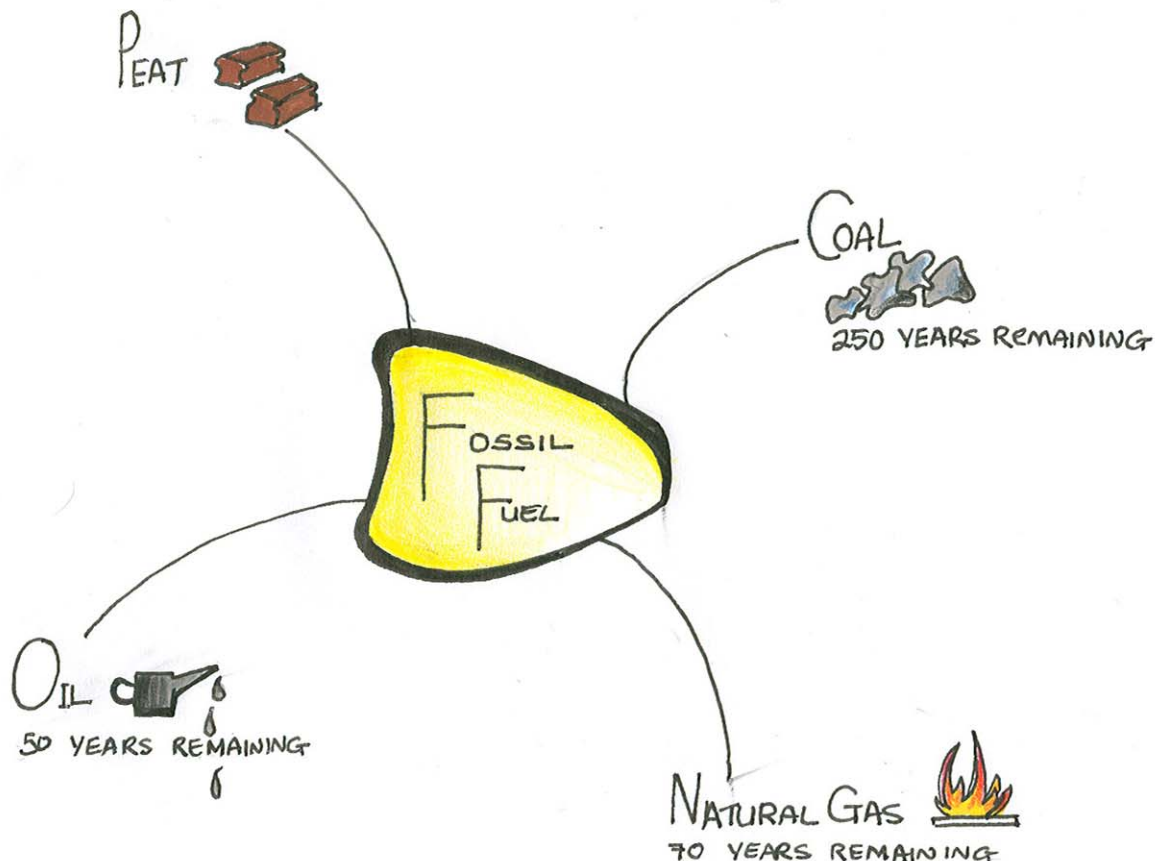 PEAT
COAL
250 YEARS REMAINING
FOSSIL
FUEL
OIL
50 YEARS REMAINING
NATURAL GAS
70 YEARS REMAINING